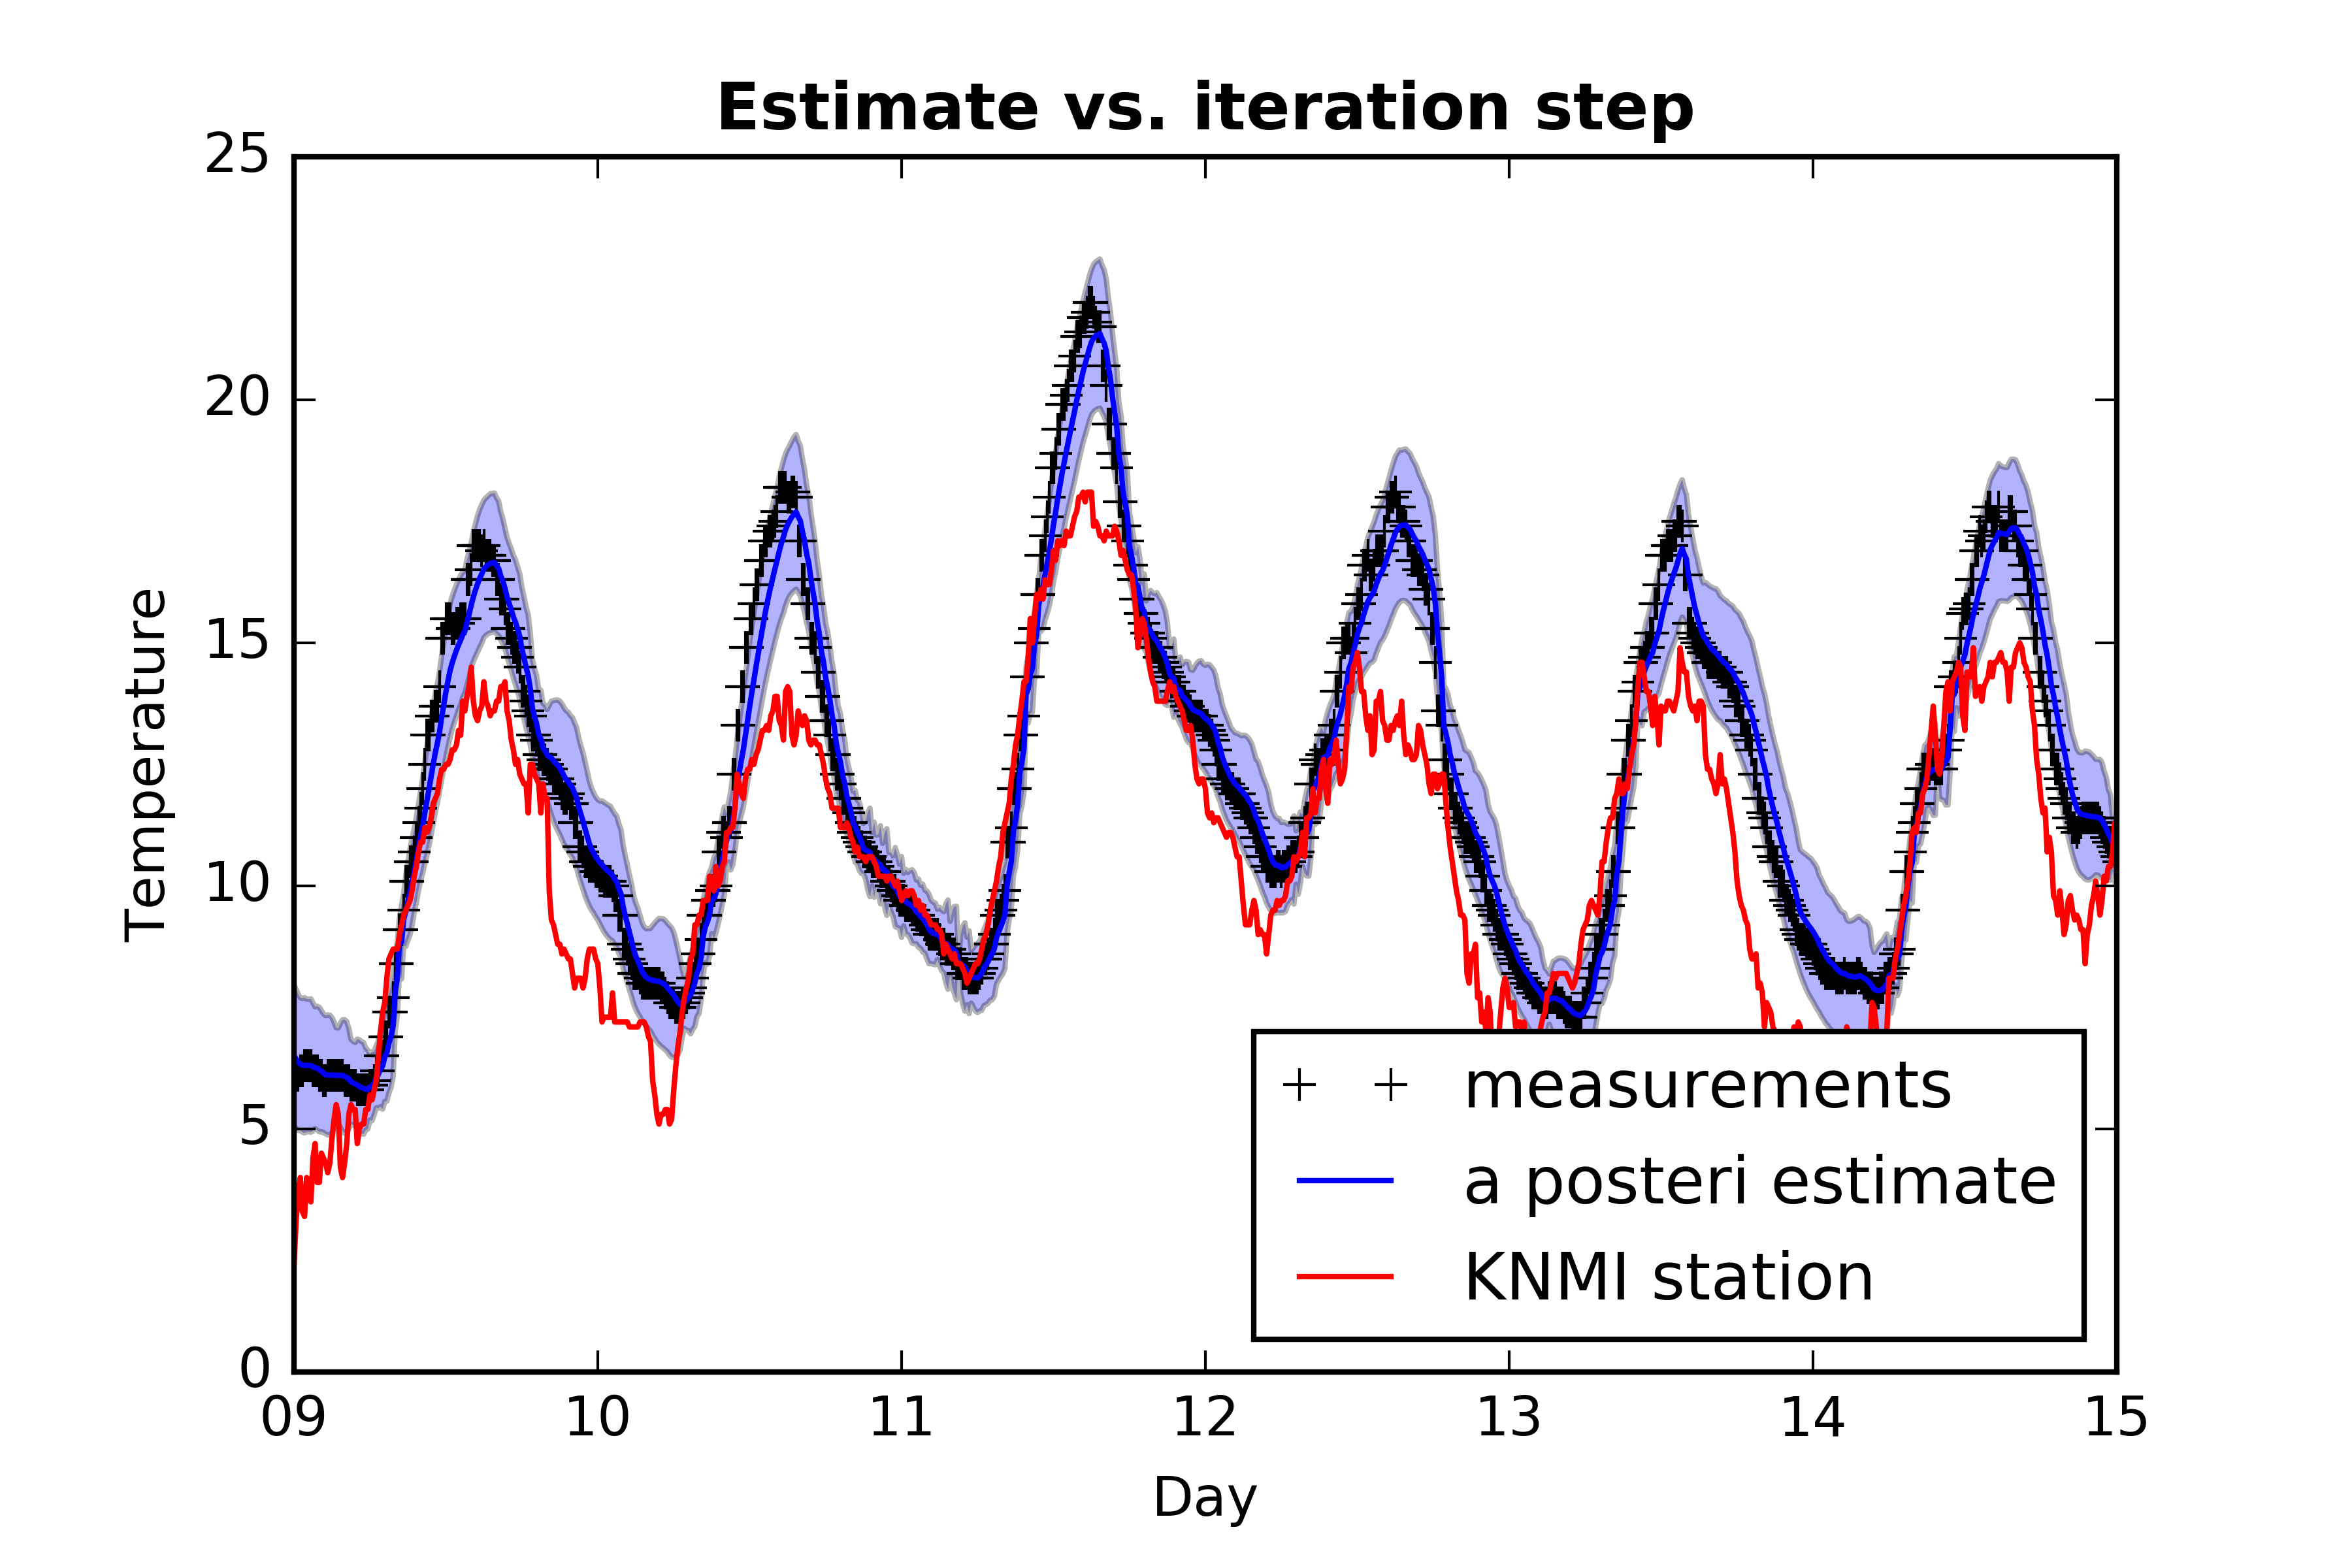 Estimate vs. iteration step
25
20
15
10
5
0
Temperature
09 10 11 12 13 14 15
Day
measurements
a posteri estimate
KNMI station